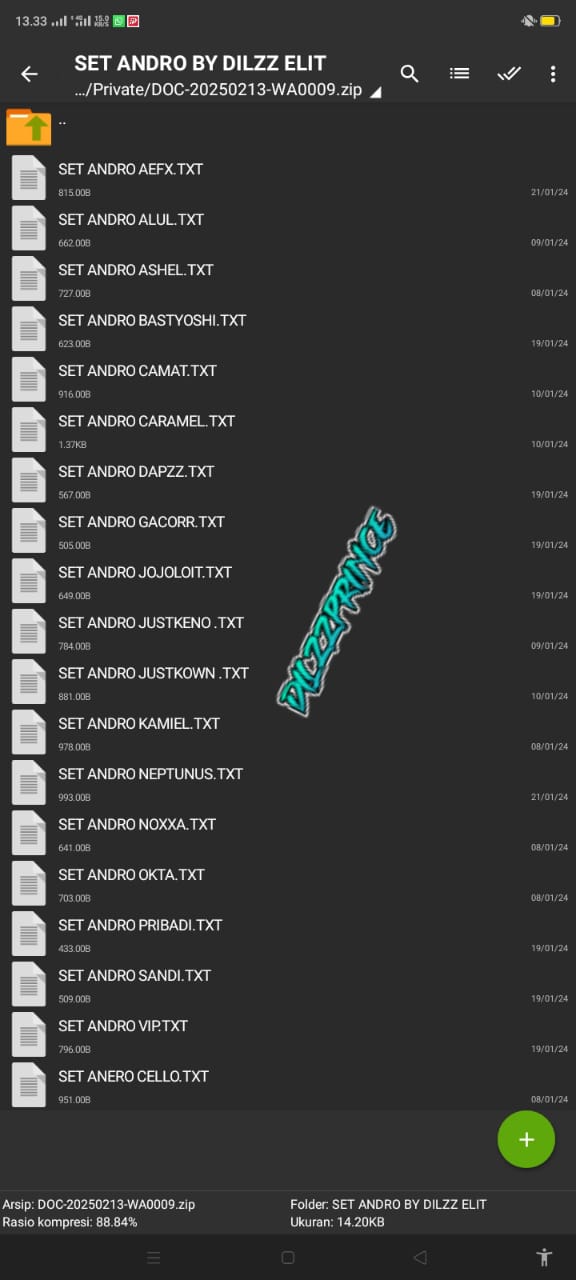 13.33 15.0 KB/S
SET ANDRO BY DILZZ ELIT
.../Private/DOC-20250213-WA0009.zip
..
SET ANDRO AEFX.TXT
815.00B 21/01/24
SET ANDRO ALUL.TXT
662.00B 09/01/24
SET ANDRO ASHEL.TXT
727.00B 08/01/24
SET ANDRO BASTYOSHI.TXT
623.00B 19/01/24
SET ANDRO CAMAT.TXT
916.00B 10/01/24
SET ANDRO CARAMEL.TXT
1.37KB 10/01/24
SET ANDRO DAPZZ.TXT
567.00B 19/01/24
SET ANDRO GACORR.TXT
505.00B 19/01/24
SET ANDRO JOJOLOIT.TXT
649.00B 19/01/24
SET ANDRO JUSTKENO .TXT
784.00B 09/01/24
SET ANDRO JUSTKOWN .TXT
881.00B 10/01/24
SET ANDRO KAMIEL.TXT
978.00B 08/01/24
SET ANDRO NEPTUNUS.TXT
993.00B 21/01/24
SET ANDRO NOXXA.TXT
641.00B 08/01/24
SET ANDRO OKTA.TXT
703.00B 08/01/24
SET ANDRO PRIBADI.TXT
433.00B 19/01/24
SET ANDRO SANDI.TXT
509.00B 19/01/24
SET ANDRO VIP.TXT
796.00B 19/01/24
SET ANERO CELLO.TXT
951.00B 08/01/24
DILZZPRINCE
Arsip: DOC-20250213-WA0009.zip
Rasio kompresi: 88.84%
Folder: SET ANDRO BY DILZZ ELIT
Ukuran: 14.20KB